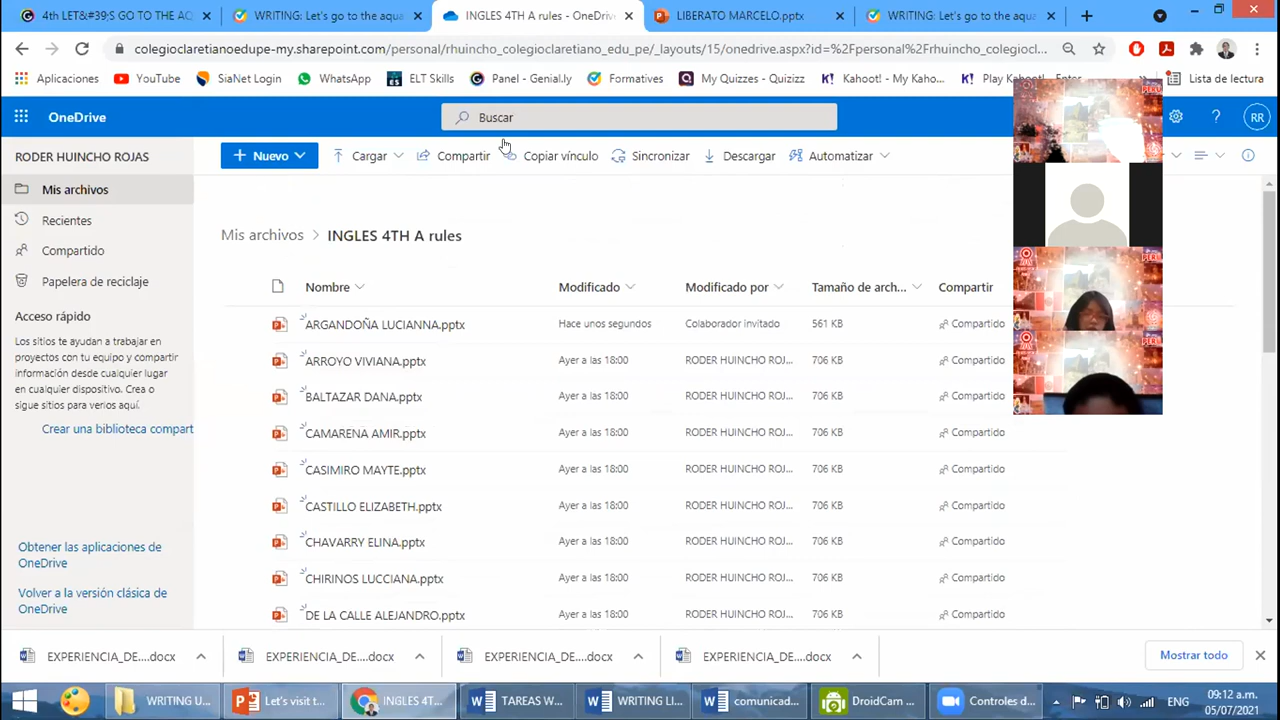 4th LET&#39;S GO TO THE AQ
WRITING: Let's go to the aqua
INGLES 4TH A rules - OneDriv
LIBERATO MARCELO.pptx
WRITING: Let's go to the aqua
colegioclaretianoedupe-my.sharepoint.com/personal/rhuincho_colegioclaretiano_edu_pe/_layouts/15/onedrive.aspx?id=%2Fpersonal%2Frhuincho_colegiocl...
Aplicaciones YouTube SiaNet Login WhatsApp ELT Skills Panel - Genial.ly Formatives My Quizzes - Quizizz Kahoot! - My Kaho... Play Kahoot! - Enter... Lista de lectura
OneDrive
Buscar
RR
RODER HUINCHO ROJAS
Nuevo Cargar Compartir Copiar vínculo Sincronizar Descargar Automatizar
Mis archivos
Recientes
Compartido
Papelera de reciclaje
Acceso rápido
Los sitios te ayudan a trabajar en
proyectos con tu equipo y compartir
información desde cualquier lugar
en cualquier dispositivo. Crea o
sigue sitios para verlos aquí.
Crear una biblioteca compart
Obtener las aplicaciones de
OneDrive
Volver a la versión clásica de
OneDrive
Mis archivos > INGLES 4TH A rules
Nombre Modificado Modificado por Tamaño de arch... Compartir
ARGANDOÑA LUCIANNA.pptx Hace unos segundos Colaborador invitado 561 KB Compartido
ARROYO VIVIANA.pptx Ayer a las 18:00 RODER HUINCHO ROJ... 706 KB Compartido
BALTAZAR DANA.pptx Ayer a las 18:00 RODER HUINCHO ROJ... 706 KB Compartido
CAMARENA AMIR.pptx Ayer a las 18:00 RODER HUINCHO ROJ... 706 KB Compartido
CASIMIRO MAYTE.pptx Ayer a las 18:00 RODER HUINCHO ROJ... 706 KB Compartido
CASTILLO ELIZABETH.pptx Ayer a las 18:00 RODER HUINCHO ROJ... 706 KB Compartido
CHAVARRY ELINA.pptx Ayer a las 18:00 RODER HUINCHO ROJ... 706 KB Compartido
CHIRINOS LUCCIANA.pptx Ayer a las 18:00 RODER HUINCHO ROJ... 706 KB Compartido
DE LA CALLE ALEJANDRO.pptx Ayer a las 18:00 RODER HUINCHO ROJ... 706 KB Compartido
EXPERIENCIA_DE....docx EXPERIENCIA_DE....docx EXPERIENCIA_DE....docx EXPERIENCIA_DE....docx Mostrar todo
WRITING U... Let's visit t... INGLES 4T... TAREAS W... WRITING LI... comunicad... DroidCam ... Controles d... ENG
09:12 a.m.
05/07/2021